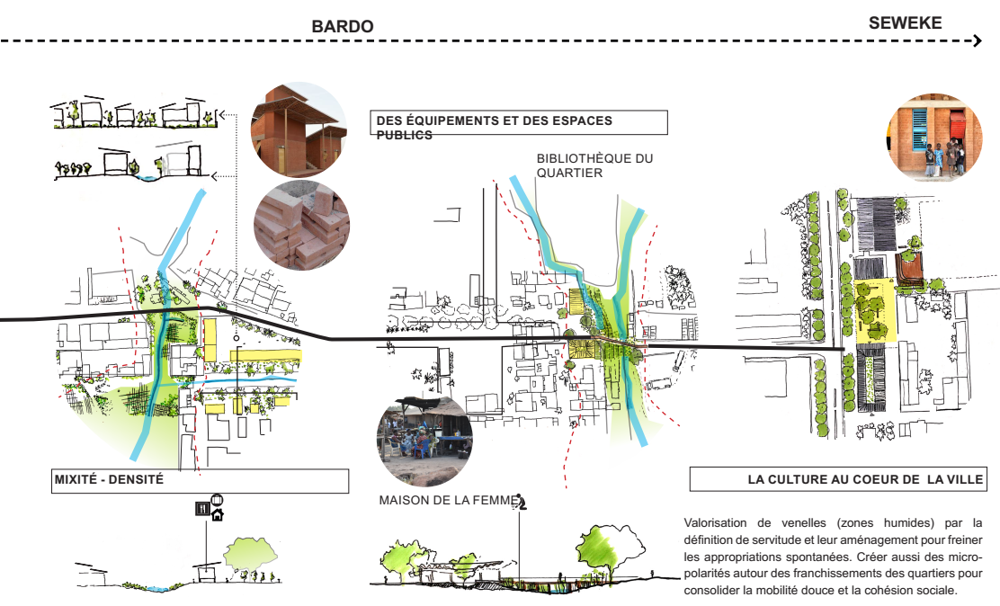 BARDO
SEWEKE
DES ÉQUIPEMENTS ET DES ESPACES
PUBLICS
BIBLIOTHÈQUE DU
QUARTIER
MIXITÉ - DENSITÉ
MAISON DE LA FEMME
LA CULTURE AU COEUR DE LA VILLE
Valorisation de venelles (zones humides) par la
définition de servitude et leur aménagement pour freiner
les appropriations spontanées. Créer aussi des micro-
polarités autour des franchissements des quartiers pour
consolider la mobilité douce et la cohésion sociale.